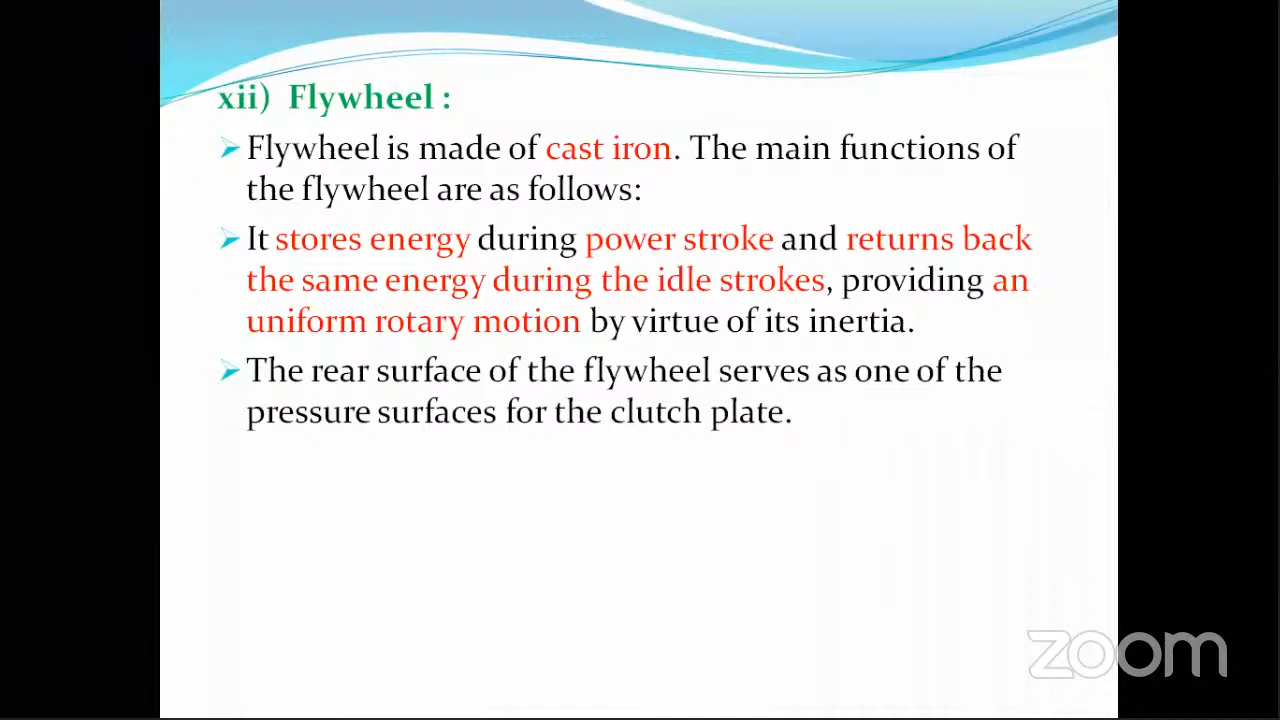 xii) Flywheel :
➢Flywheel is made of cast iron. The main functions of
the flywheel are as follows:
➢It stores energy during power stroke and returns back
the same energy during the idle strokes, providing an
uniform rotary motion by virtue of its inertia.
➢The rear surface of the flywheel serves as one of the
pressure surfaces for the clutch plate.
zoom